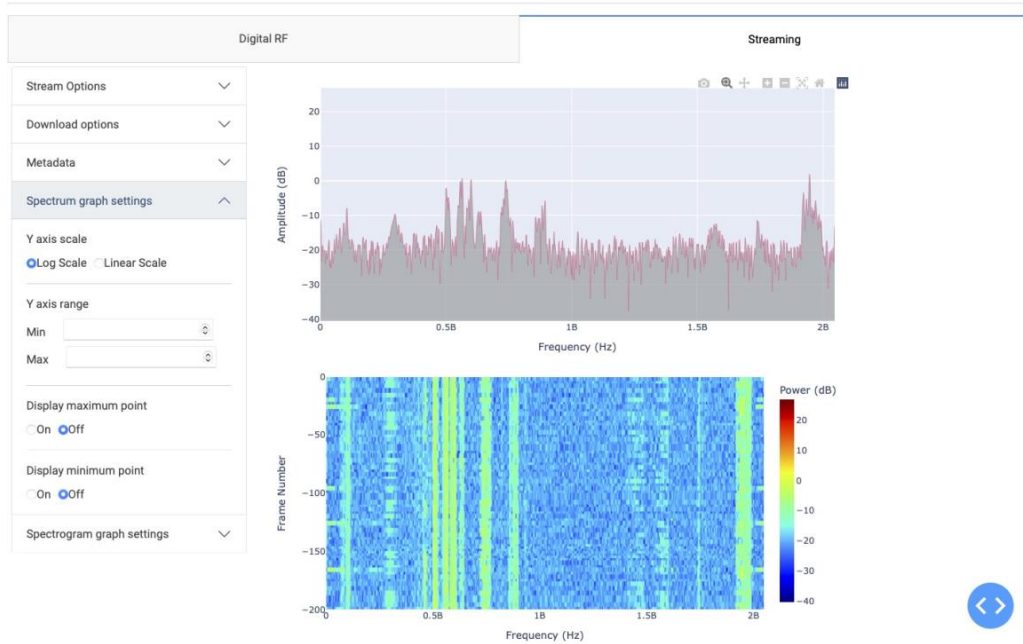 Digital RF
Streaming
Stream Options
Download options
Metadata
Spectrum graph settings
Y axis scale
Log Scale Linear Scale
Y axis range
Min
Max
Display maximum point
On Off
Display minimum point
On Off
Spectrogram graph settings
Amplitude (dB)
20
10
0
−10
−20
−30
−40
0 0.5B 1B 1.5B 2B
Frequency (Hz)
Frame Number
0
−50
−100
−150
−200
0.5B 1B 1.5B 2B
Frequency (Hz)
Power (dB)
20
10
0
−10
−20
−30
−40